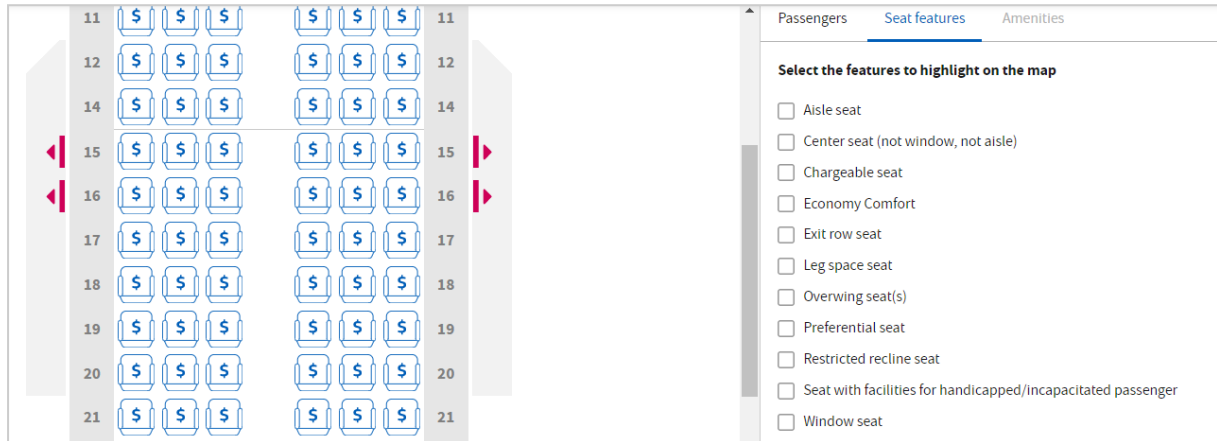 11 $ $ $ $ $ $ 11
12 $ $ $ $ $ $ 12
14 $ $ $ $ $ $ 14
15 $ $ $ $ $ $ 15
16 $ $ $ $ $ $ 16
17 $ $ $ $ $ $ 17
18 $ $ $ $ $ $ 18
19 $ $ $ $ $ $ 19
20 $ $ $ $ $ $ 20
21 $ $ $ $ $ $ 21
Passengers Seat features Amenities
Select the features to highlight on the map
Aisle seat
Center seat (not window, not aisle)
Chargeable seat
Economy Comfort
Exit row seat
Leg space seat
Overwing seat(s)
Preferential seat
Restricted recline seat
Seat with facilities for handicapped/incapacitated passenger
Window seat